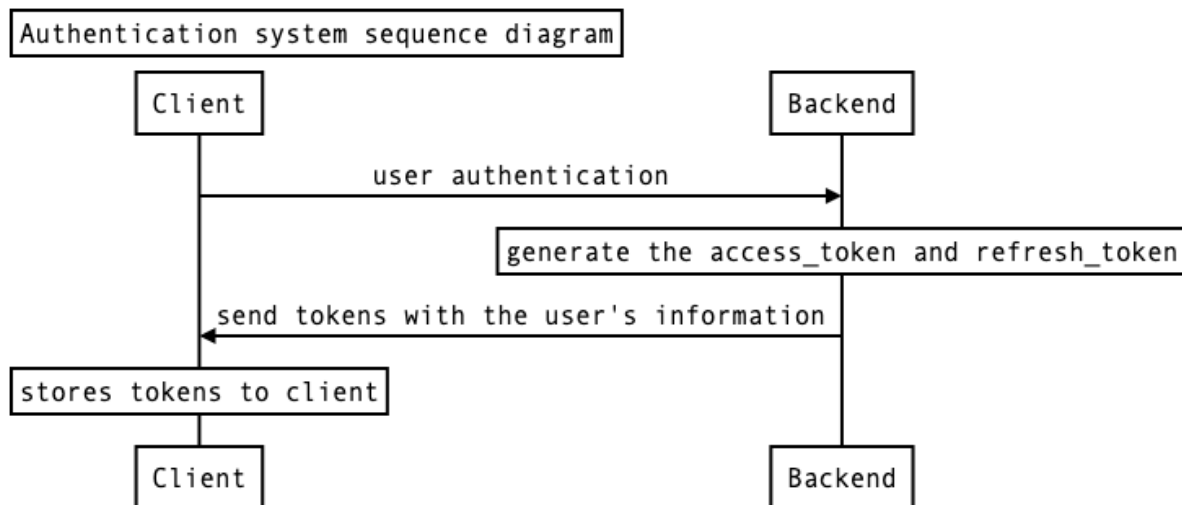 Authentication system sequence diagram
Client
Backend
user authentication
generate the access_token and refresh_token
send tokens with the user's information
stores tokens to client
Client
Backend